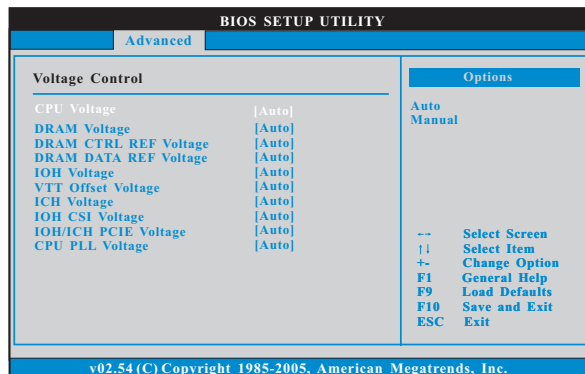 BIOS SETUP UTILITY
Advanced
Voltage Control
CPU Voltage [Auto]
DRAM Voltage [Auto]
DRAM CTRL REF Voltage [Auto]
DRAM DATA REF Voltage [Auto]
IOH Voltage [Auto]
VTT Offset Voltage [Auto]
ICH Voltage [Auto]
IOH CSI Voltage [Auto]
IOH/ICH PCIE Voltage [Auto]
CPU PLL Voltage [Auto]
Options
Auto
Manual
←→ Select Screen
↑↓ Select Item
+- Change Option
F1 General Help
F9 Load Defaults
F10 Save and Exit
ESC Exit
v02.54 (C) Copyright 1985-2005, American Megatrends, Inc.